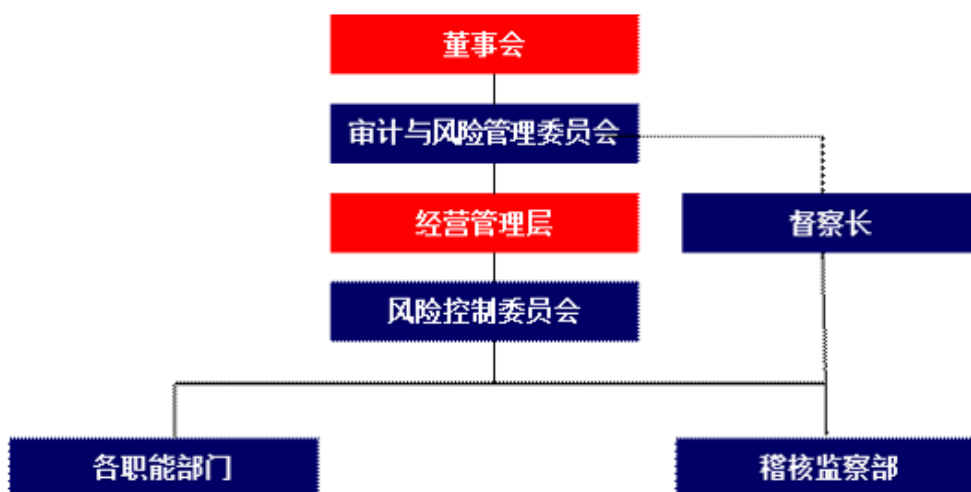 董事会
审计与风险管理委员会
经营管理层
督察长
风险控制委员会
各职能部门
稽核监察部